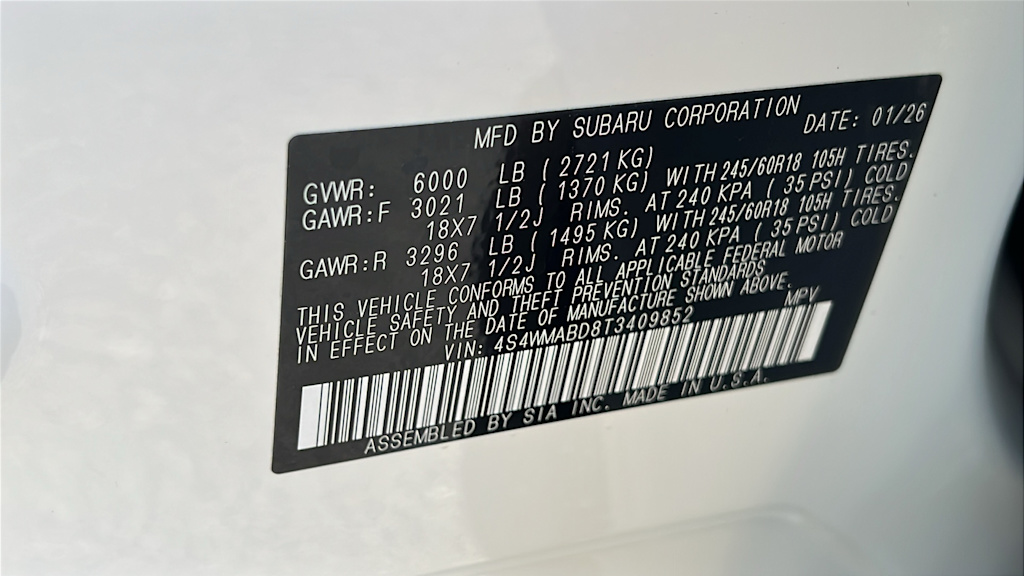 MFD BY SUBARU CORPORATION DATE: 01/26
GVWR: 6000 LB ( 2721 KG)
GAWR:F 3021 LB ( 1370 KG) WITH 245/60R18 105H TIRES.
18X7 1/2J RIMS. AT 240 KPA ( 35 PSI) COLD
GAWR:R 3296 LB ( 1495 KG) WITH 245/60R18 105H TIRES.
18X7 1/2J RIMS. AT 240 KPA ( 35 PSI) COLD
THIS VEHICLE CONFORMS TO ALL APPLICABLE FEDERAL MOTOR
VEHICLE SAFETY AND THEFT PREVENTION STANDARDS
IN EFFECT ON THE DATE OF MANUFACTURE SHOWN ABOVE.
VIN: 4S4WMABD8T3409852 MPV
ASSEMBLED BY SIA INC. MADE IN U.S.A.